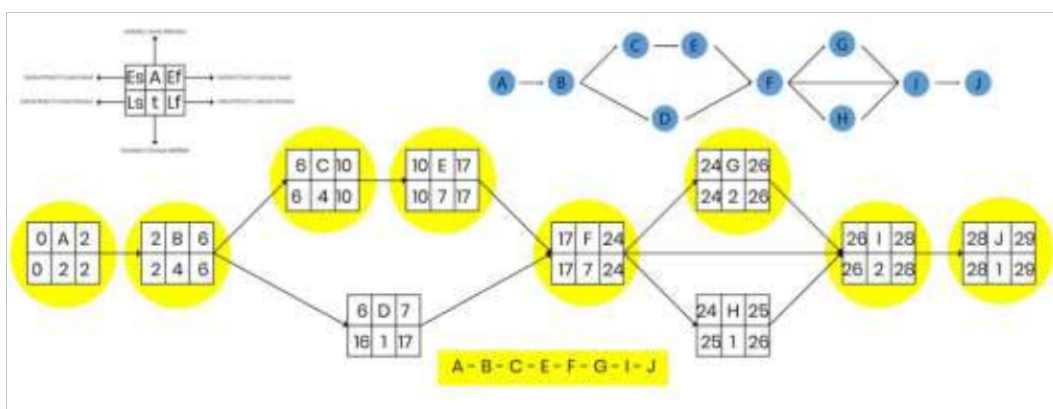 Es A Ef
Ls t Lf
A B C E D F G H I J
6 C 10
6 4 10
10 E 17
10 7 17
24 G 26
24 2 26
0 A 2
0 2 2
2 B 6
2 4 6
17 F 24
17 7 24
26 I 28
26 2 28
28 J 29
28 1 29
6 D 7
16 1 17
24 H 25
25 1 26
A - B - C - E - F - G - I - J